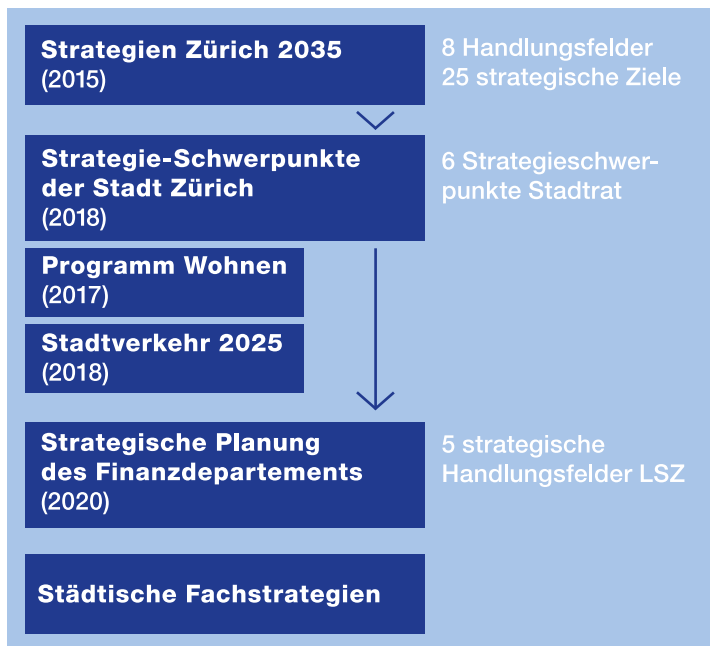 Strategien Zürich 2035
(2015)
8 Handlungsfelder
25 strategische Ziele
Strategie-Schwerpunkte
der Stadt Zürich
(2018)
6 Strategieschwer-
punkte Stadtrat
Programm Wohnen
(2017)
Stadtverkehr 2025
(2018)
Strategische Planung
des Finanzdepartements
(2020)
5 strategische
Handlungsfelder LSZ
Städtische Fachstrategien